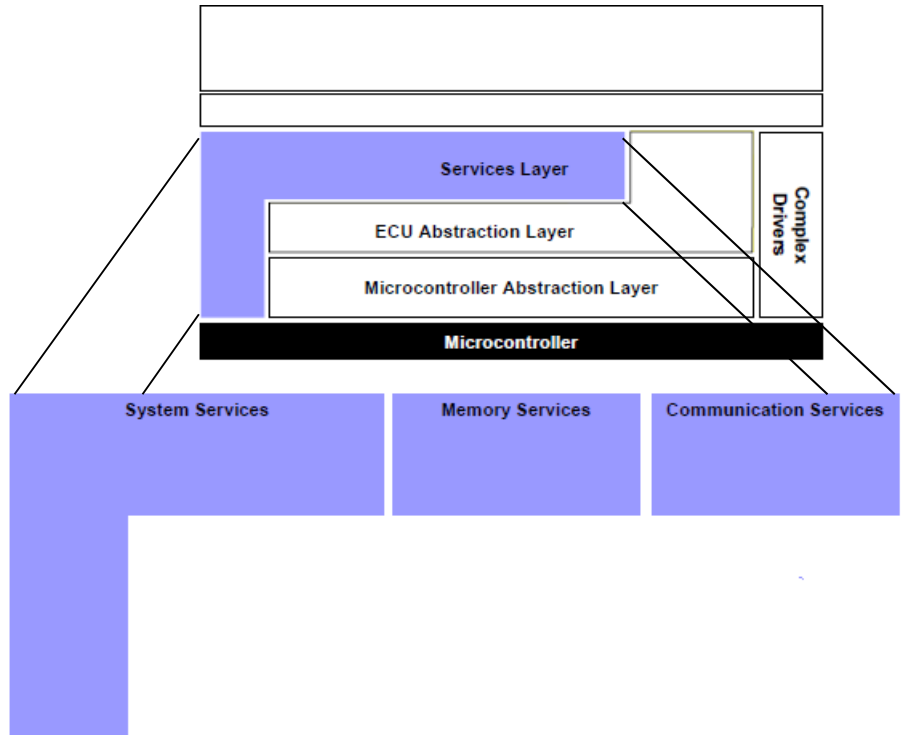 Services Layer
Complex
Drivers
ECU Abstraction Layer
Microcontroller Abstraction Layer
Microcontroller
System Services
Memory Services
Communication Services